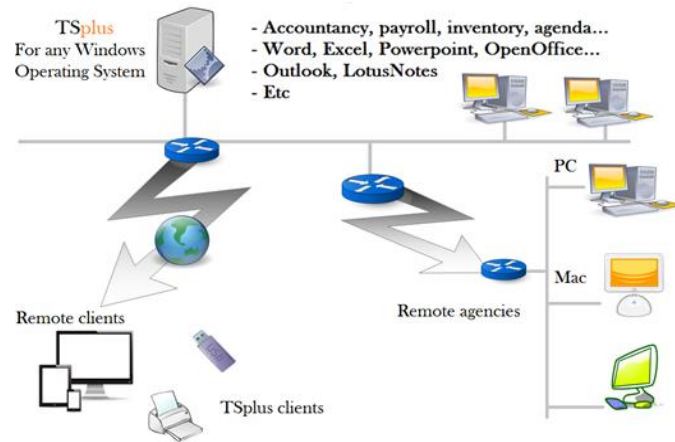 TSplus
For any Windows
Operating System
- Accountancy, payroll, inventory, agenda...
- Word, Excel, Powerpoint, OpenOffice...
- Outlook, LotusNotes
- Etc
PC
Mac
Remote clients
Remote agencies
TSplus clients